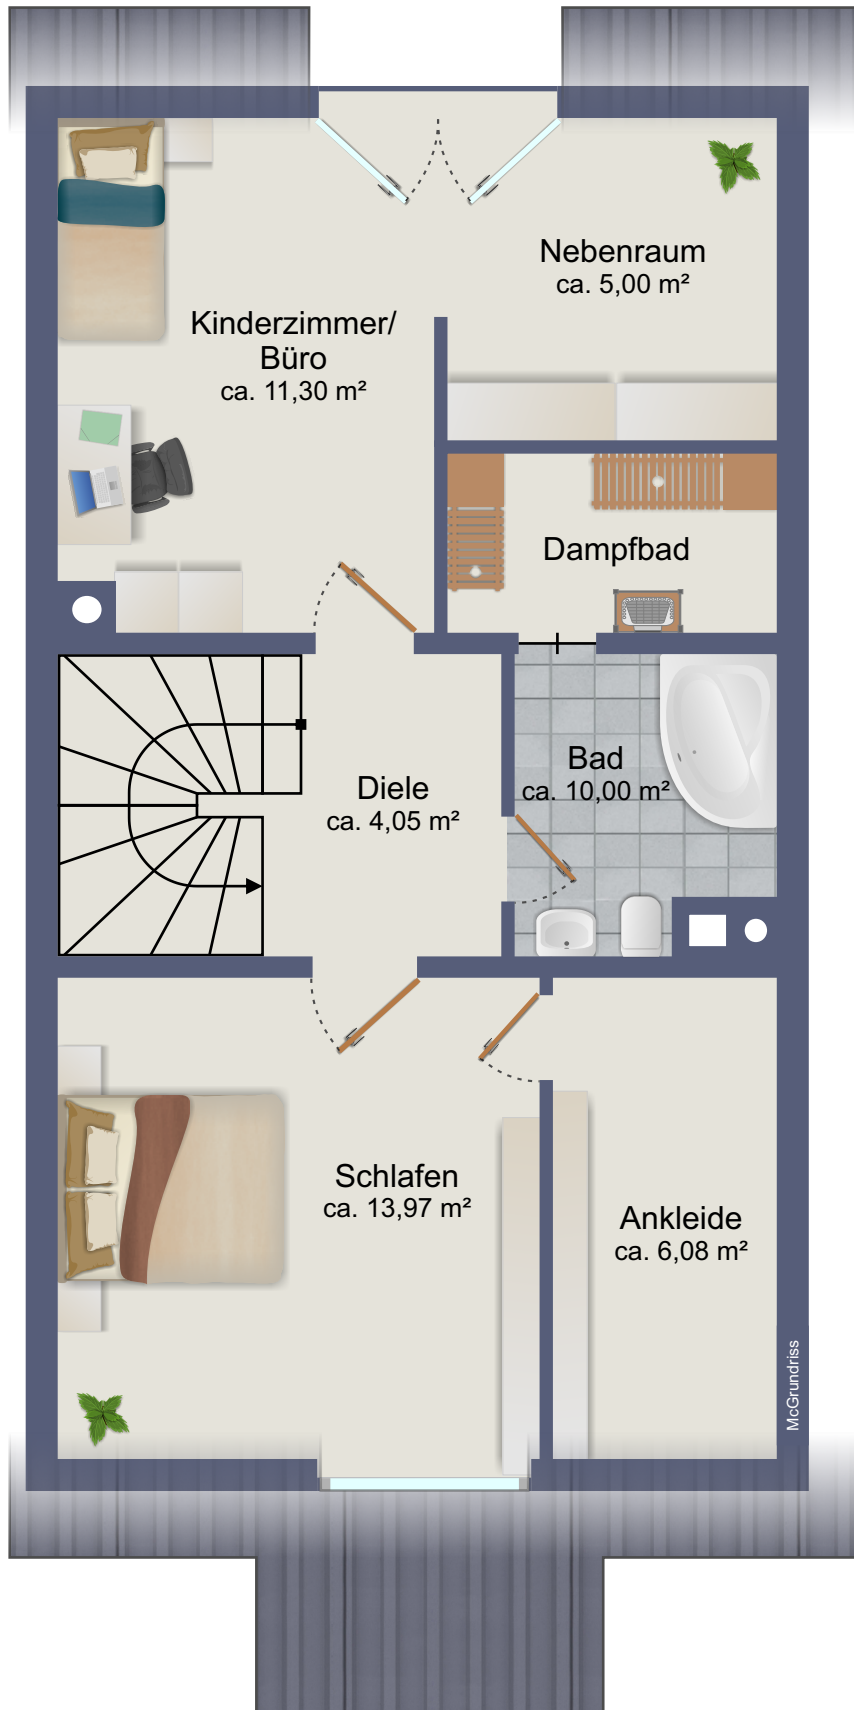 Nebenraum
ca. 5,00 m²
Kinderzimmer/
Büro
ca. 11,30 m²
Dampfbad
Bad
ca. 10,00 m²
Diele
ca. 4,05 m²
Schlafen
ca. 13,97 m²
Ankleide
ca. 6,08 m²
McGrundriss